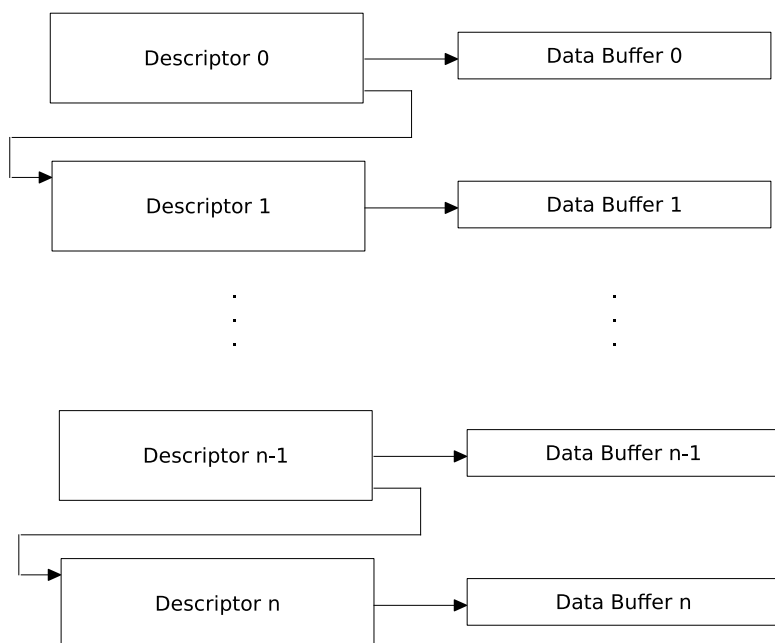 Descriptor 0
Data Buffer 0
Descriptor 1
Data Buffer 1
Descriptor n-1
Data Buffer n-1
Descriptor n
Data Buffer n